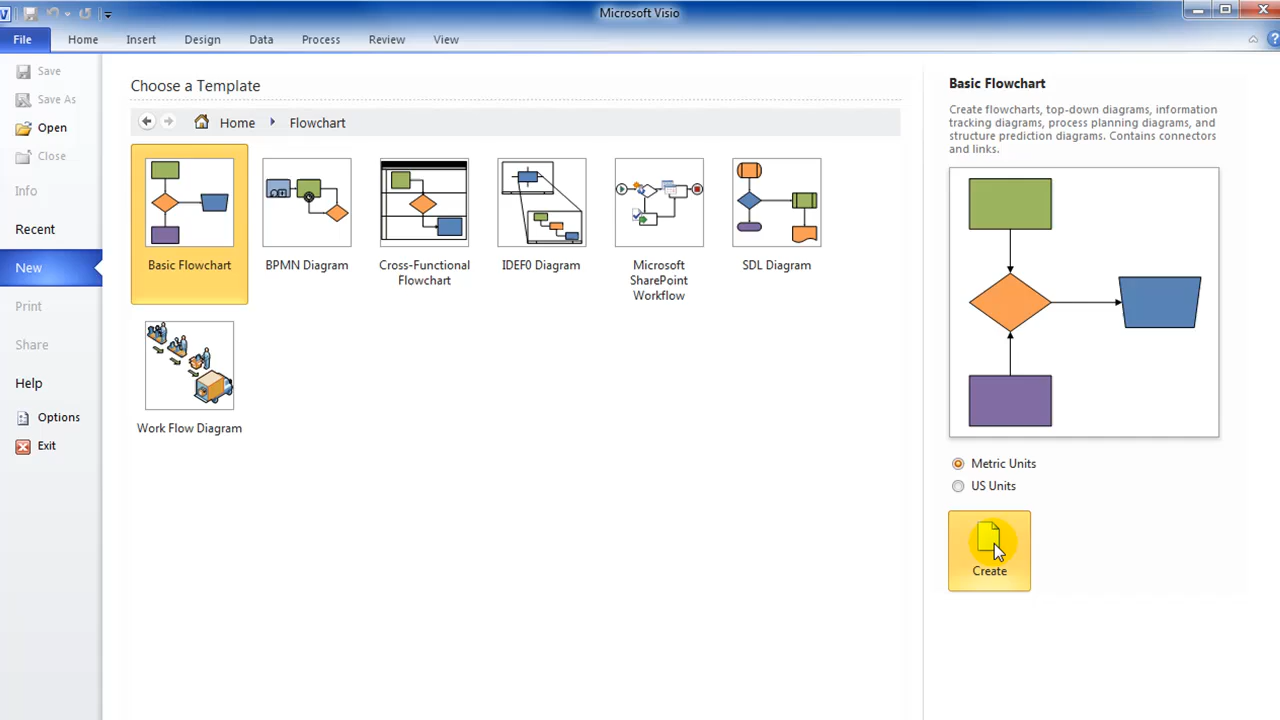 Microsoft Visio
File Home Insert Design Data Process Review View
Save
Save As
Open
Close
Info
Recent
New
Print
Share
Help
Options
Exit
Choose a Template
Home Flowchart
Basic Flowchart
BPMN Diagram
Cross-Functional
Flowchart
IDEF0 Diagram
Microsoft
SharePoint
Workflow
SDL Diagram
Work Flow Diagram
Basic Flowchart
Create flowcharts, top-down diagrams, information
tracking diagrams, process planning diagrams, and
structure prediction diagrams. Contains connectors
and links.
Metric Units
US Units
Create